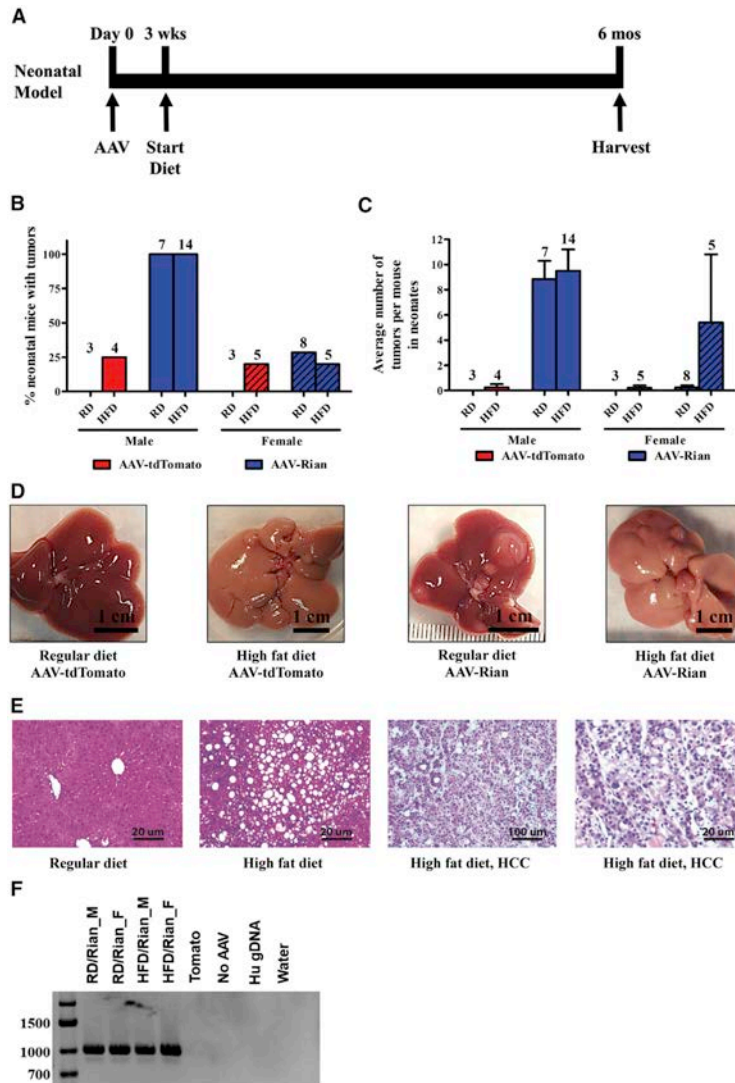 A
Day 0 3 wks 6 mos
Neonatal
Model
AAV Start
Diet
Harvest
B
% neonatal mice with tumors
100
75
50
25
0
3 4 7 14 3 5 8 5
RD HFD RD HFD RD HFD RD HFD
Male Female
AAV-tdTomato AAV-Rian
C
Average number of
tumors per mouse
in neonates
12
10
8
6
4
2
0
3 4 7 14 3 5 8 5
RD HFD RD HFD RD HFD RD HFD
Male Female
AAV-tdTomato AAV-Rian
D
1 cm 1 cm 1 cm 1 cm
Regular diet
AAV-tdTomato
High fat diet
AAV-tdTomato
Regular diet
AAV-Rian
High fat diet
AAV-Rian
E
20 um 20 um 100 um 20 um
Regular diet High fat diet High fat diet, HCC High fat diet, HCC
F
RD/Rian_M
RD/Rian_F
HFD/Rian_M
HFD/Rian_F
Tomato
No AAV
Hu gDNA
Water
1500
1000
700